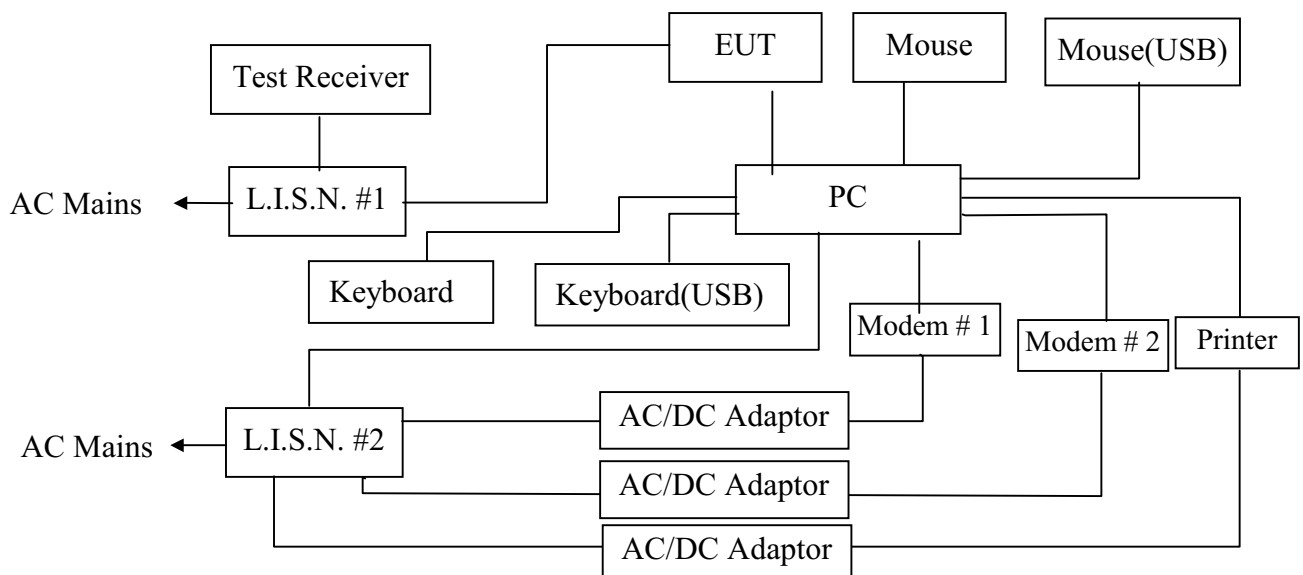 EUT
Mouse
Mouse(USB)
Test Receiver
AC Mains
L.I.S.N. #1
PC
Keyboard
Keyboard(USB)
Modem # 1
Modem # 2
Printer
AC/DC Adaptor
AC Mains
L.I.S.N. #2
AC/DC Adaptor
AC/DC Adaptor